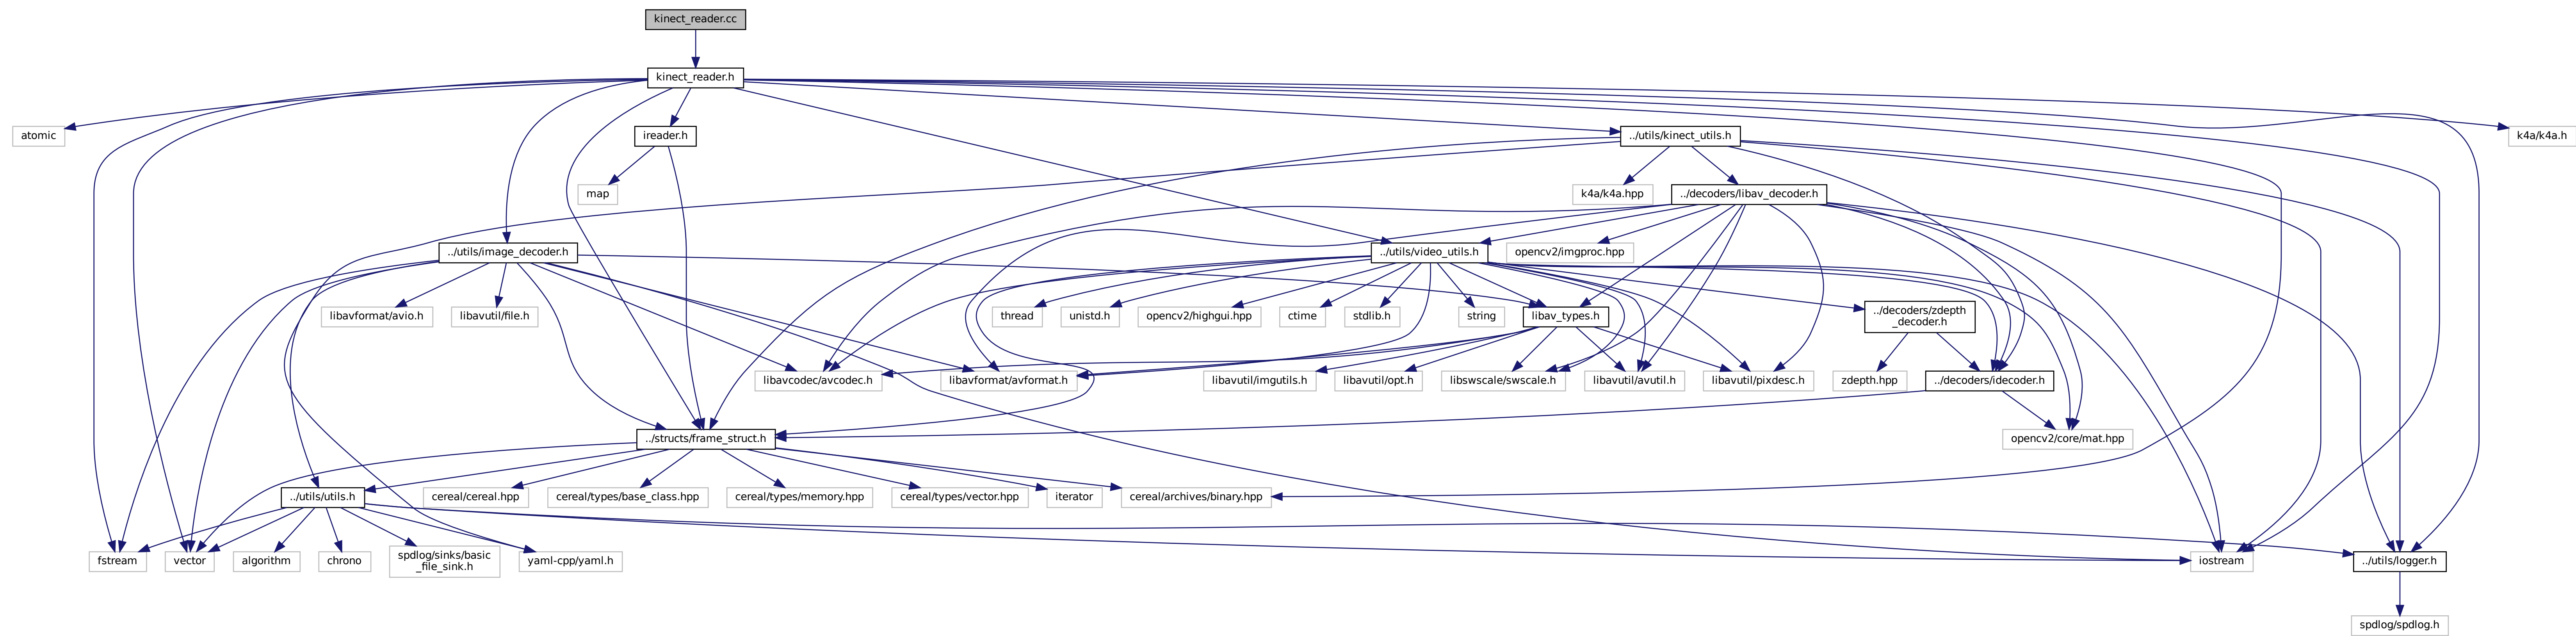 kinect_reader.cc
kinect_reader.h
atomic
ireader.h
../utils/kinect_utils.h
k4a/k4a.h
map
k4a/k4a.hpp
../decoders/libav_decoder.h
../utils/image_decoder.h
../utils/video_utils.h
opencv2/imgproc.hpp
libavformat/avio.h
libavutil/file.h
thread
unistd.h
opencv2/highgui.hpp
ctime
stdlib.h
string
libav_types.h
../decoders/zdepth
_decoder.h
libavcodec/avcodec.h
libavformat/avformat.h
libavutil/imgutils.h
libavutil/opt.h
libswscale/swscale.h
libavutil/avutil.h
libavutil/pixdesc.h
zdepth.hpp
../decoders/idecoder.h
../structs/frame_struct.h
opencv2/core/mat.hpp
../utils/utils.h
cereal/cereal.hpp
cereal/types/base_class.hpp
cereal/types/memory.hpp
cereal/types/vector.hpp
iterator
cereal/archives/binary.hpp
fstream
vector
algorithm
chrono
spdlog/sinks/basic
_file_sink.h
yaml-cpp/yaml.h
iostream
../utils/logger.h
spdlog/spdlog.h